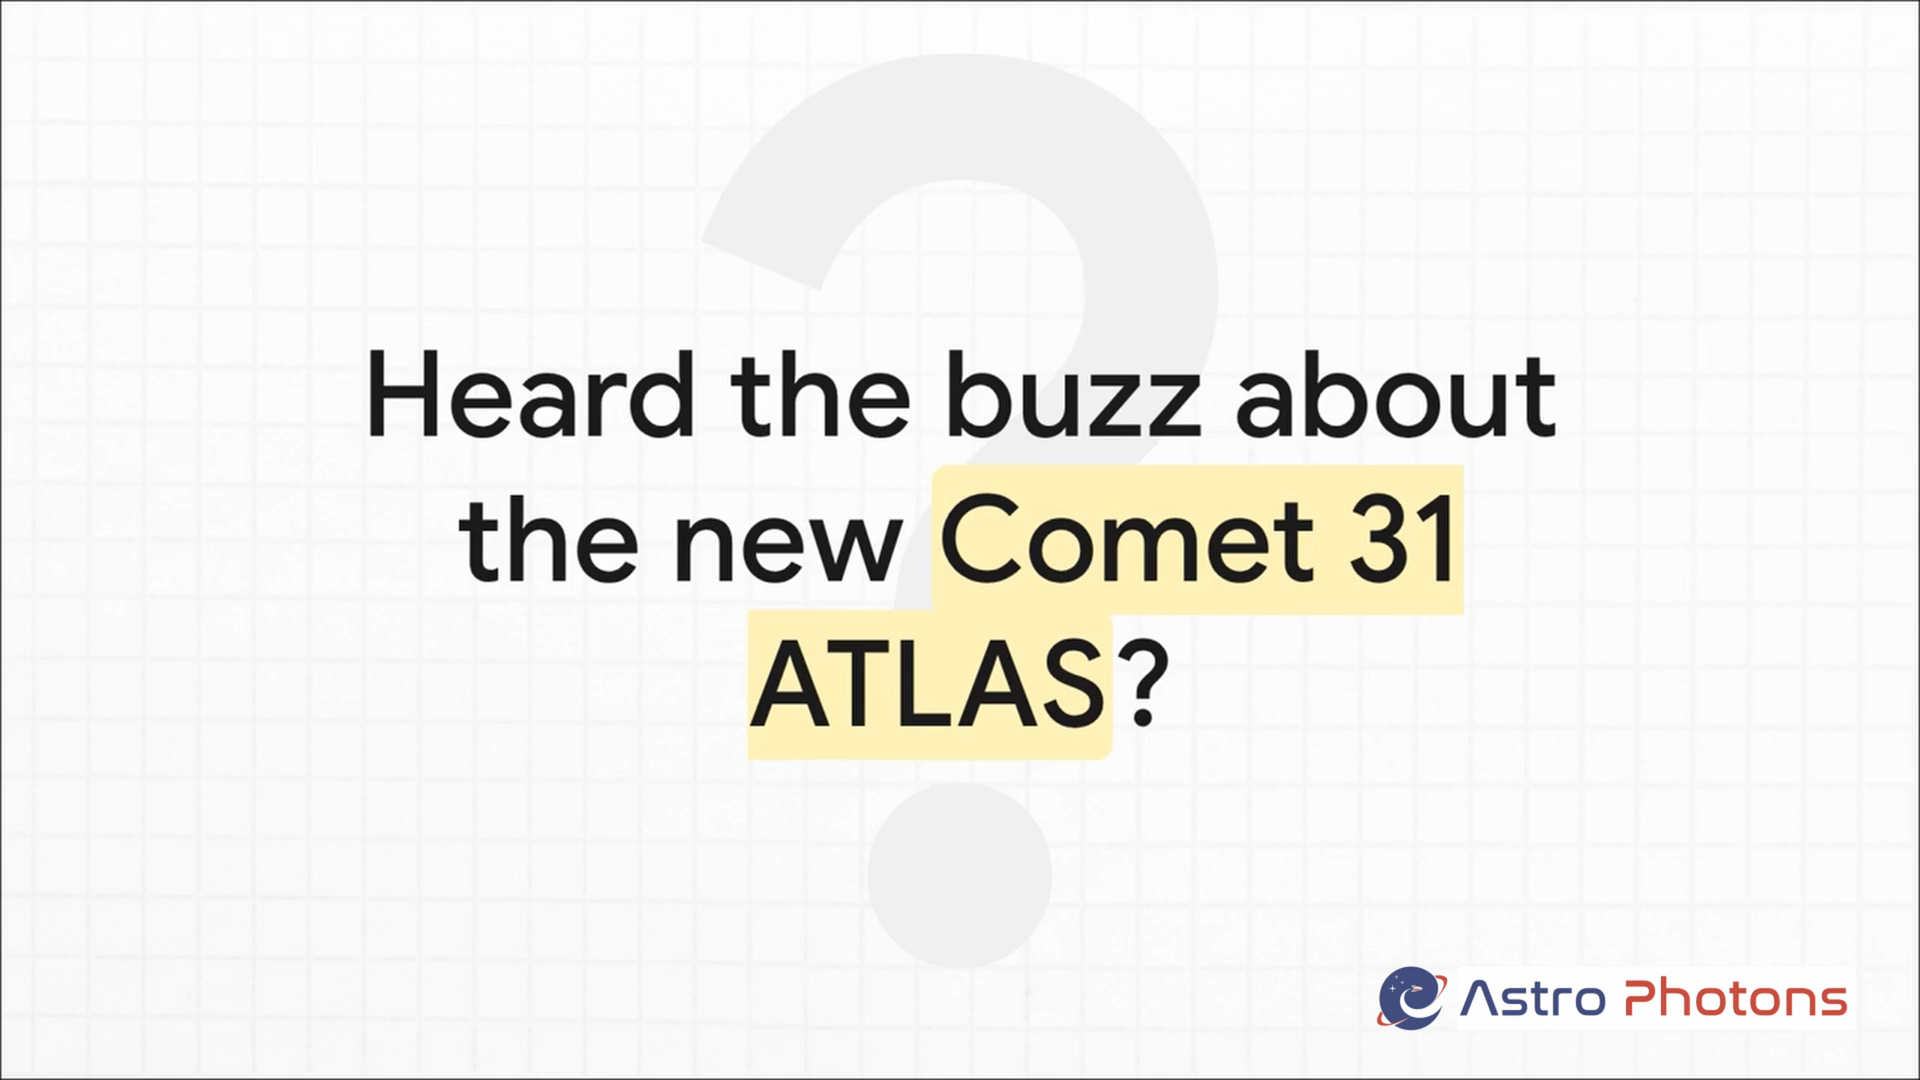 Heard the buzz about
the new Comet 31
ATLAS?
Astro Photons